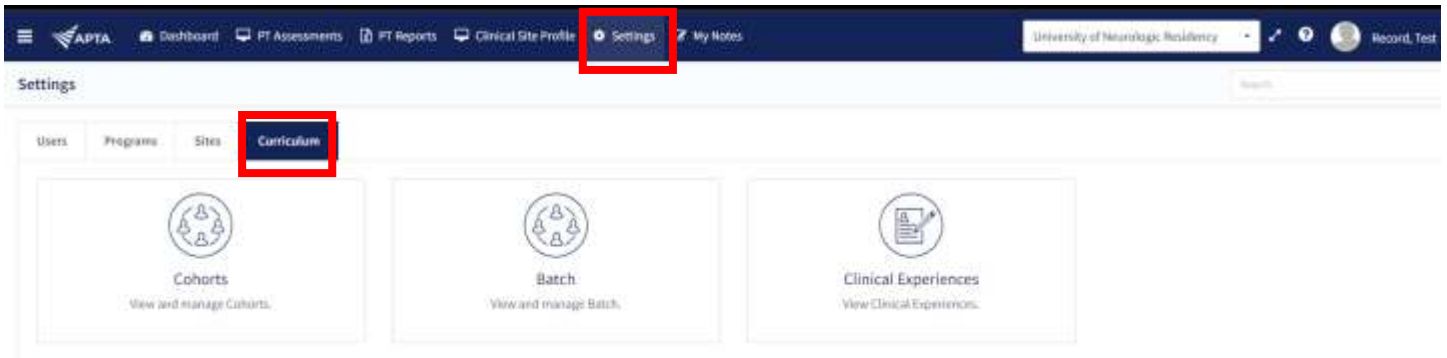 APTA Dashboard PT Assessments PT Reports Clinical Site Profile Settings My Notes University of Neurologic Residency Record, Test
Settings Search
Users Programs Sites Curriculum
Cohorts Batch Clinical Experiences
View and manage Cohorts. View and manage Batch. View Clinical Experiences.